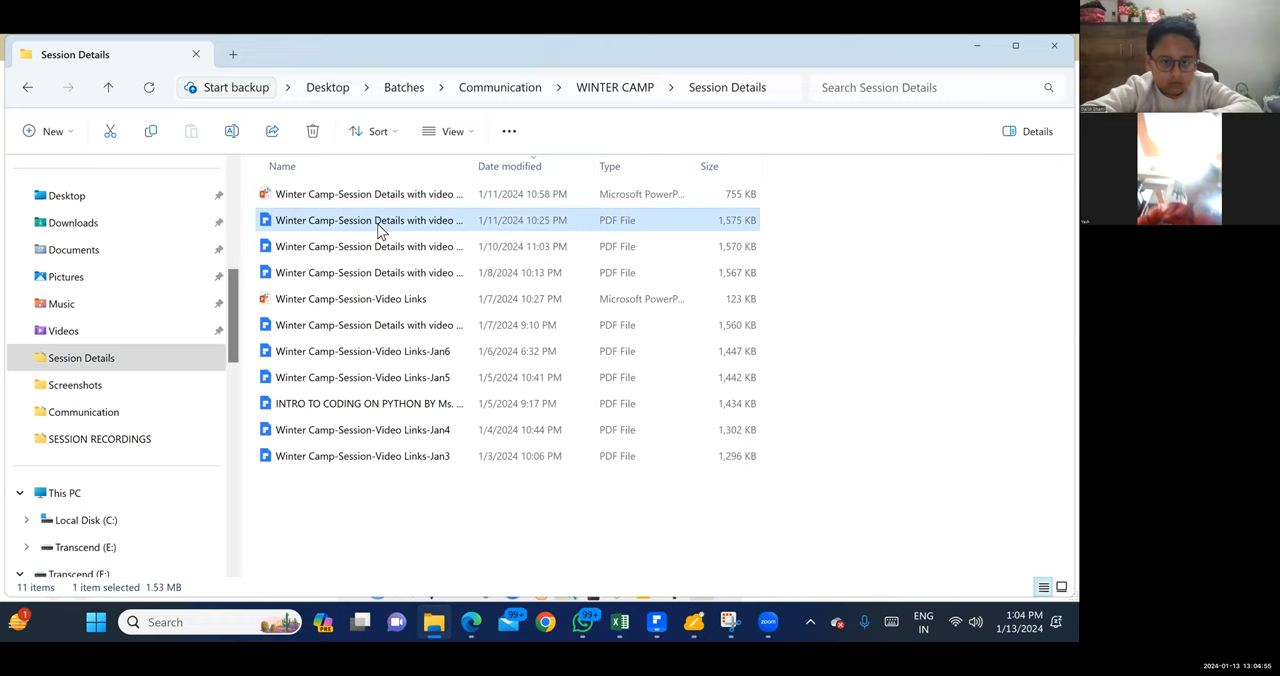 Session Details
Start backup
Desktop
Batches
Communication
WINTER CAMP
Session Details
Search Session Details
New
Sort
View
Details
Name Date modified Type Size
Desktop
Downloads
Documents
Pictures
Music
Videos
Session Details
Screenshots
Communication
SESSION RECORDINGS
This PC
Local Disk (C:)
Transcend (E:)
Transcend (E:)
Winter Camp-Session Details with video ... 1/11/2024 10:58 PM Microsoft PowerP... 755 KB
Winter Camp-Session Details with video ... 1/11/2024 10:25 PM PDF File 1,575 KB
Winter Camp-Session Details with video ... 1/10/2024 11:03 PM PDF File 1,570 KB
Winter Camp-Session Details with video ... 1/8/2024 10:13 PM PDF File 1,567 KB
Winter Camp-Session-Video Links 1/7/2024 10:27 PM Microsoft PowerP... 123 KB
Winter Camp-Session Details with video ... 1/7/2024 9:10 PM PDF File 1,560 KB
Winter Camp-Session-Video Links-Jan6 1/6/2024 6:32 PM PDF File 1,447 KB
Winter Camp-Session-Video Links-Jan5 1/5/2024 10:41 PM PDF File 1,442 KB
INTRO TO CODING ON PYTHON BY Ms. ... 1/5/2024 9:17 PM PDF File 1,434 KB
Winter Camp-Session-Video Links-Jan4 1/4/2024 10:44 PM PDF File 1,302 KB
Winter Camp-Session-Video Links-Jan3 1/3/2024 10:06 PM PDF File 1,296 KB
11 items 1 item selected 1.53 MB
1
Search
PRE
99+
99+
zoom
ENG
IN
1:04 PM
1/13/2024
2024-01-13 13:04:55